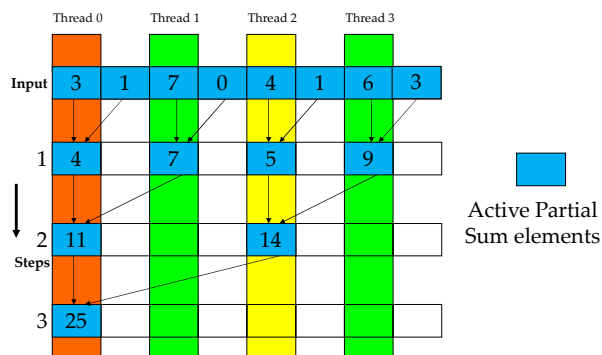 Thread 0 Thread 1 Thread 2 Thread 3
Input 3 1 7 0 4 1 6 3
1 4 7 5 9
Active Partial
Sum elements
2 11 14
Steps
3 25